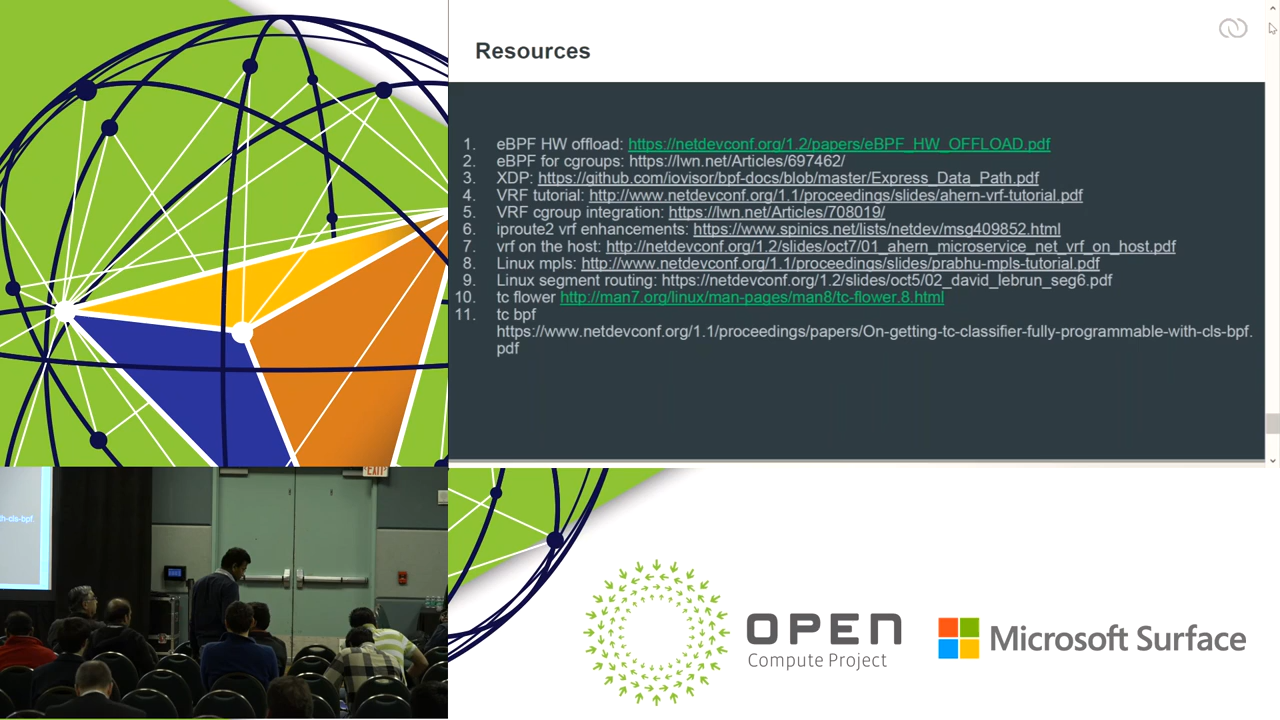 Resources
1. eBPF HW offload: https://netdevconf.org/1.2/papers/eBPF_HW_OFFLOAD.pdf
2. eBPF for cgroups: https://lwn.net/Articles/697462/
3. XDP: https://github.com/iovisor/bpf-docs/blob/master/Express_Data_Path.pdf
4. VRF tutorial: http://www.netdevconf.org/1.1/proceedings/slides/ahern-vrf-tutorial.pdf
5. VRF cgroup integration: https://lwn.net/Articles/708019/
6. iproute2 vrf enhancements: https://www.spinics.net/lists/netdev/msg409852.html
7. vrf on the host: http://netdevconf.org/1.2/slides/oct7/01_ahern_microservice_net_vrf_on_host.pdf
8. Linux mpls: http://www.netdevconf.org/1.1/proceedings/slides/prabhu-mpls-tutorial.pdf
9. Linux segment routing: https://netdevconf.org/1.2/slides/oct5/02_david_lebrun_seg6.pdf
10. tc flower http://man7.org/linux/man-pages/man8/tc-flower.8.html
11. tc bpf
https://www.netdevconf.org/1.1/proceedings/papers/On-getting-tc-classifier-fully-programmable-with-cls-bpf.
pdf
EXIT
th-cls-bpf.
OPEN
Compute Project
Microsoft Surface